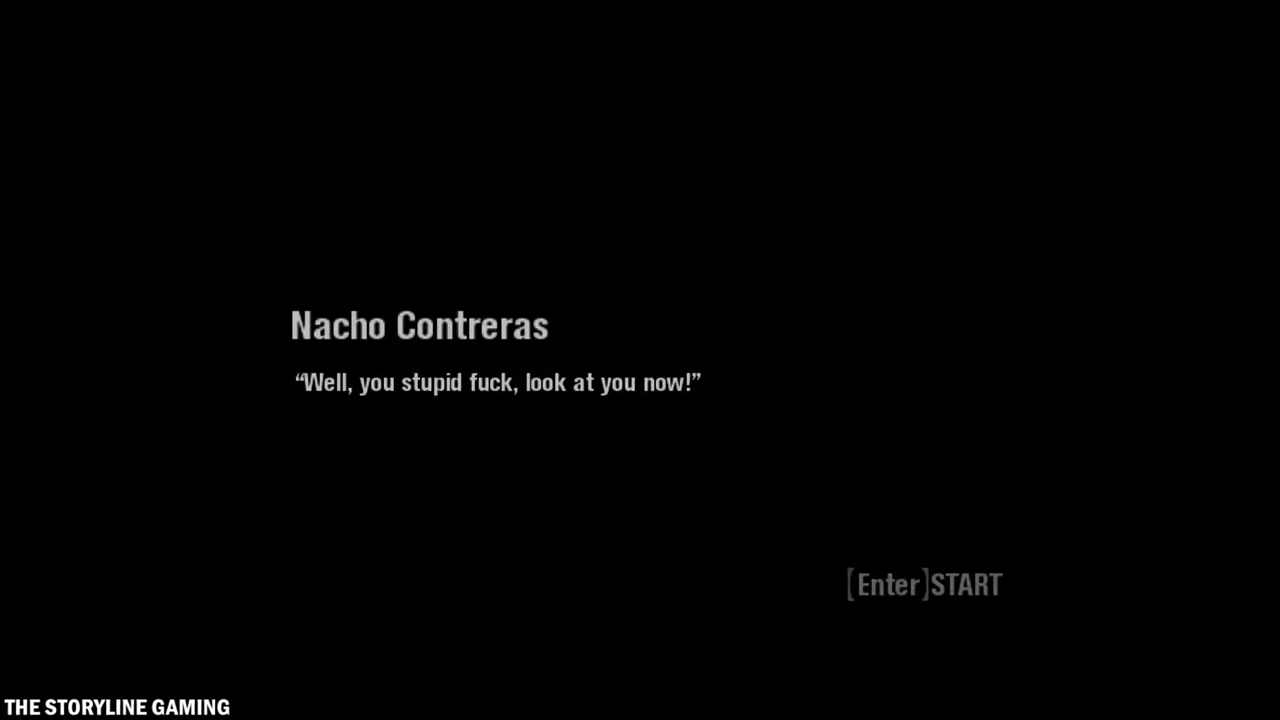 Nacho Contreras
“Well, you stupid fuck, look at you now!”
[Enter]START
THE STORYLINE GAMING